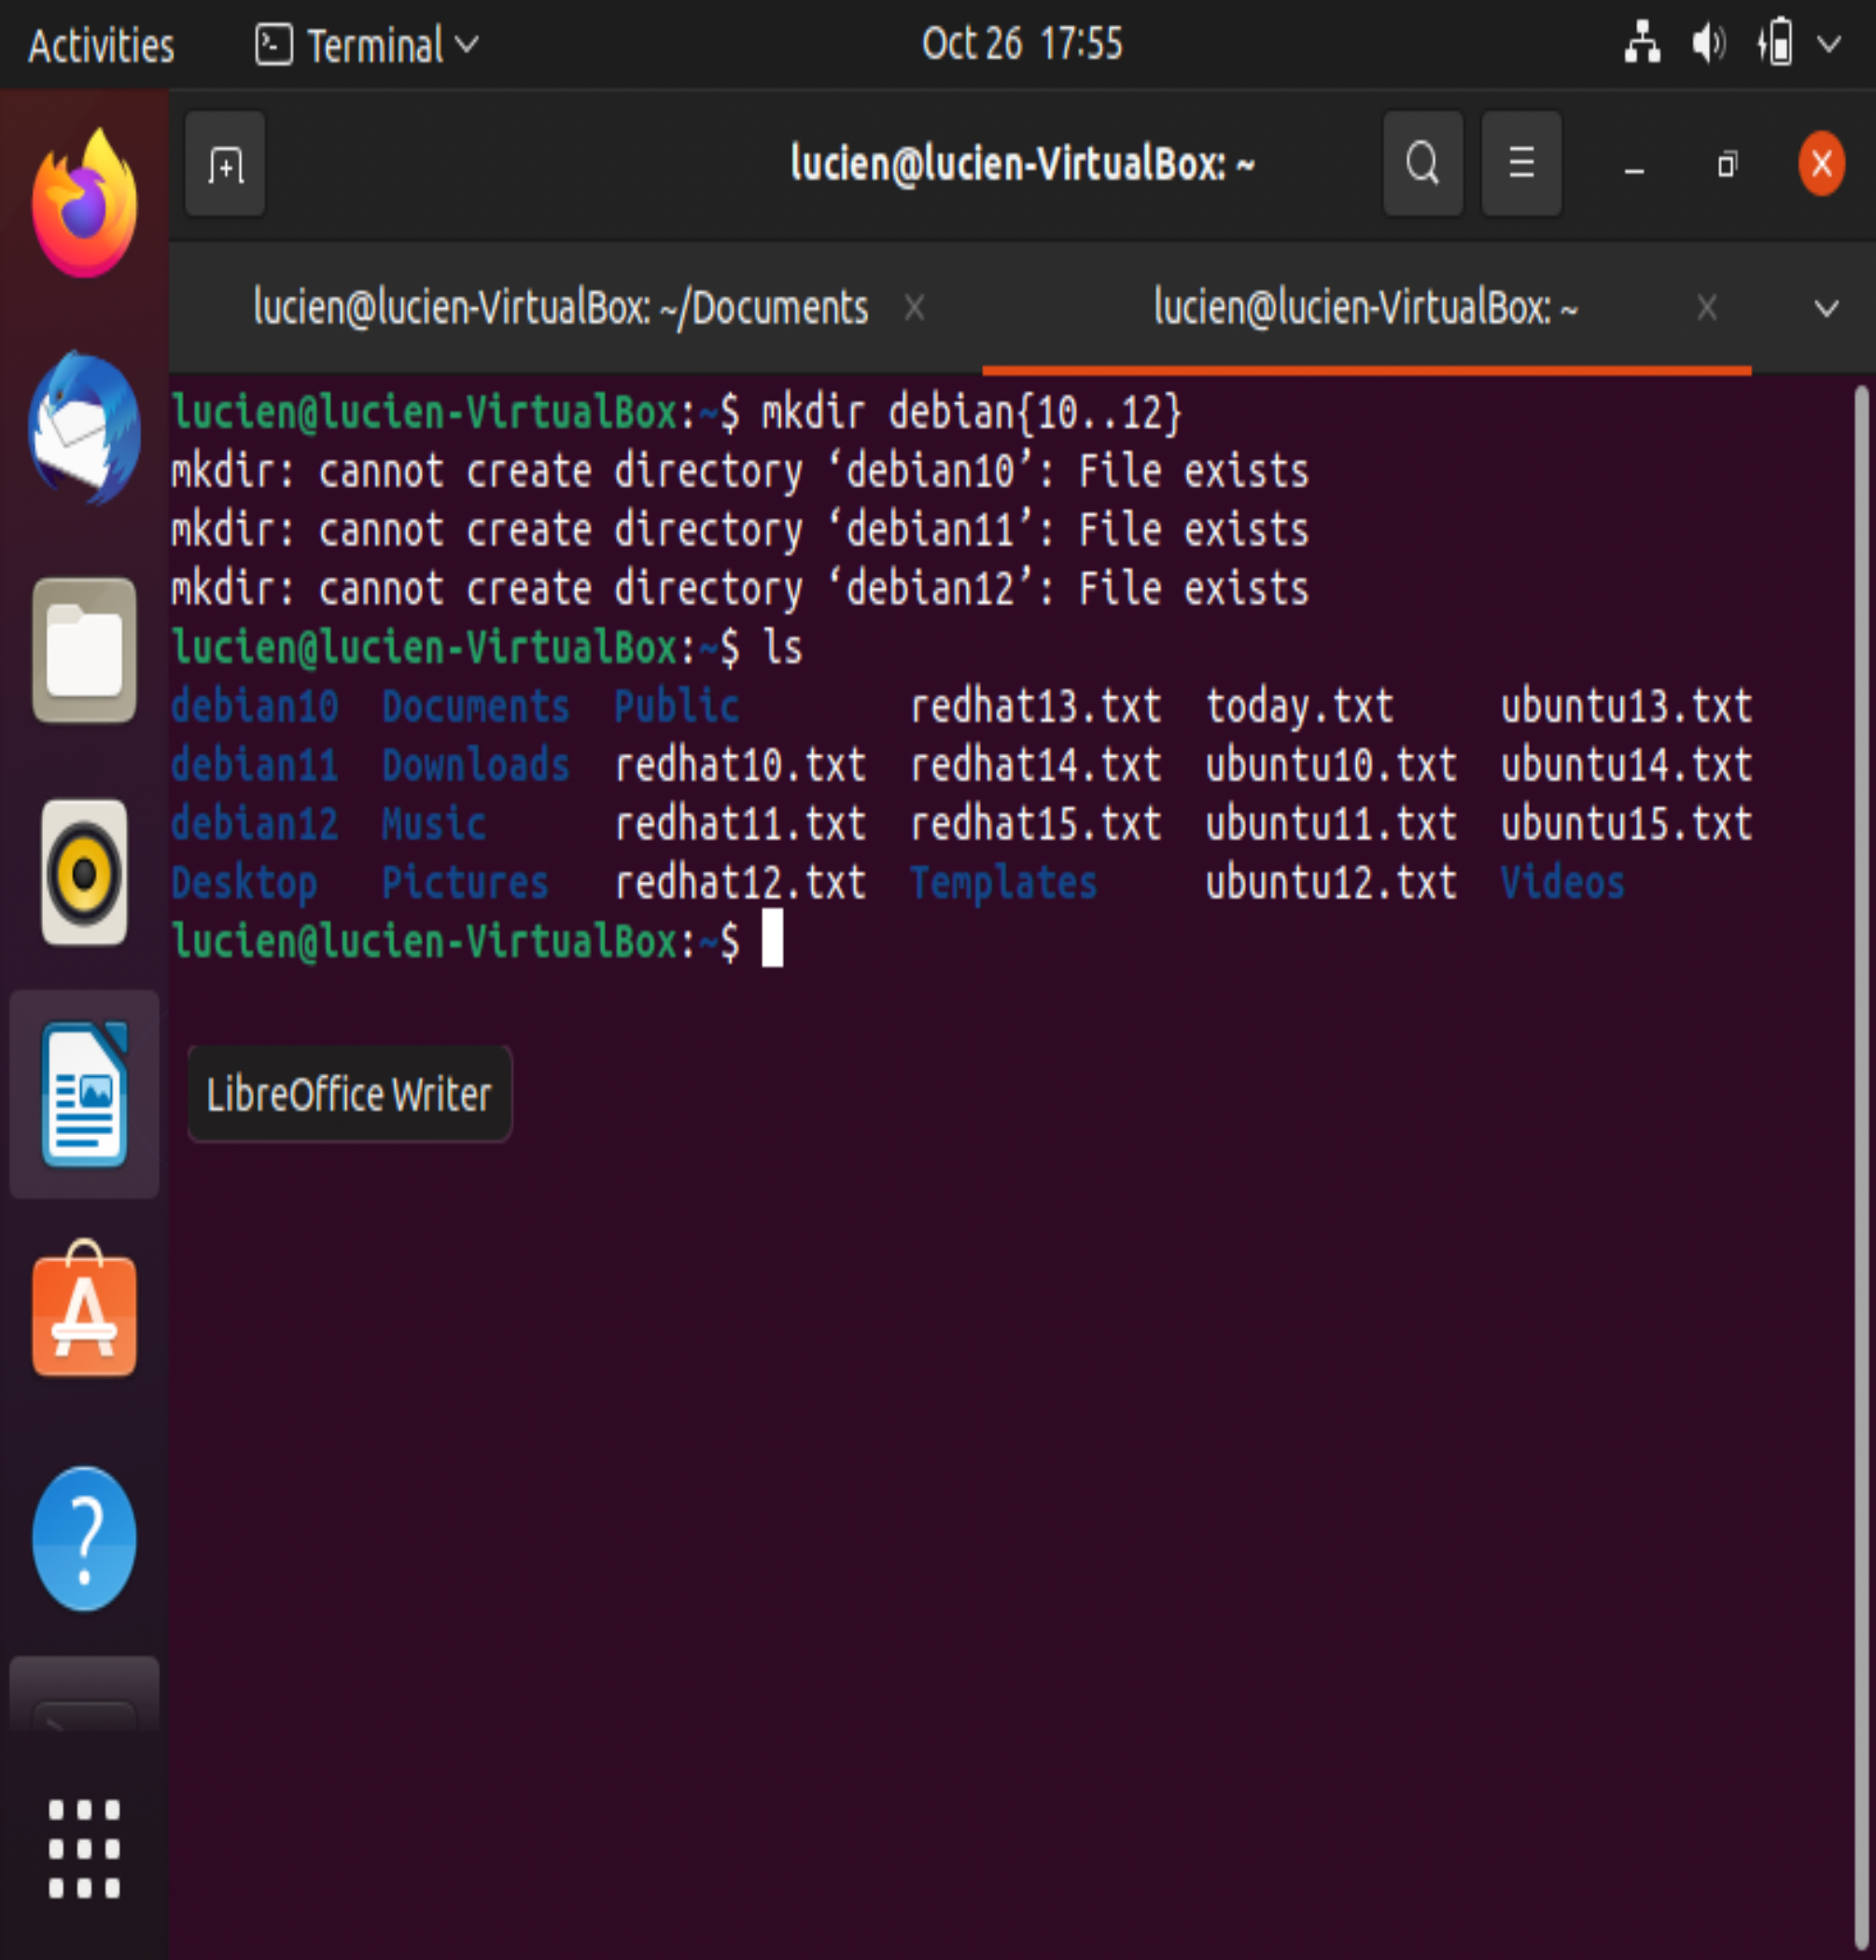 Activities Terminal Oct 26 17:55
lucien@lucien-VirtualBox: ~
lucien@lucien-VirtualBox: ~/Documents lucien@lucien-VirtualBox: ~
lucien@lucien-VirtualBox:~$ mkdir debian{10..12}
mkdir: cannot create directory ‘debian10’: File exists
mkdir: cannot create directory ‘debian11’: File exists
mkdir: cannot create directory ‘debian12’: File exists
lucien@lucien-VirtualBox:~$ ls
debian10 Documents Public redhat13.txt today.txt ubuntu13.txt
debian11 Downloads redhat10.txt redhat14.txt ubuntu10.txt ubuntu14.txt
debian12 Music redhat11.txt redhat15.txt ubuntu11.txt ubuntu15.txt
Desktop Pictures redhat12.txt Templates ubuntu12.txt Videos
lucien@lucien-VirtualBox:~$
LibreOffice Writer